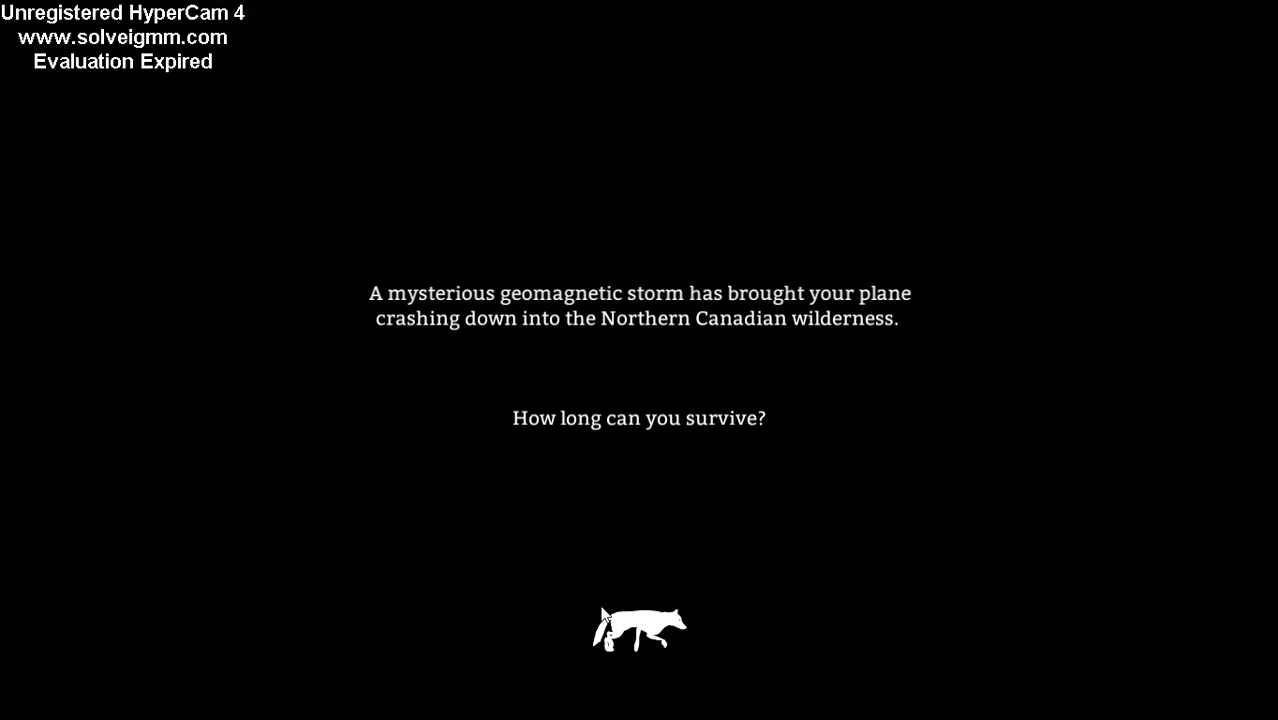 Unregistered HyperCam 4
www.solveigmm.com
Evaluation Expired
A mysterious geomagnetic storm has brought your plane
crashing down into the Northern Canadian wilderness.
How long can you survive?